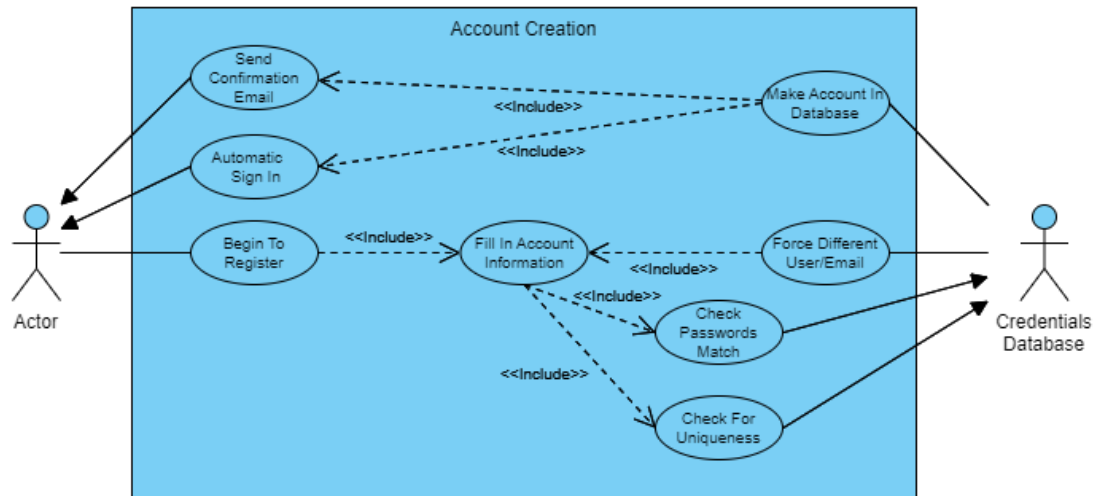 Account Creation
Send
Confirmation
Email
Make Account In
Database
<<Include>>
<<Include>>
Automatic
Sign In
Begin To
Register
<<Include>>
Fill In Account
Information
<<Include>>
Force Different
User/Email
<<Include>>
Check
Passwords
Match
<<Include>>
Check For
Uniqueness
Actor
Credentials
Database